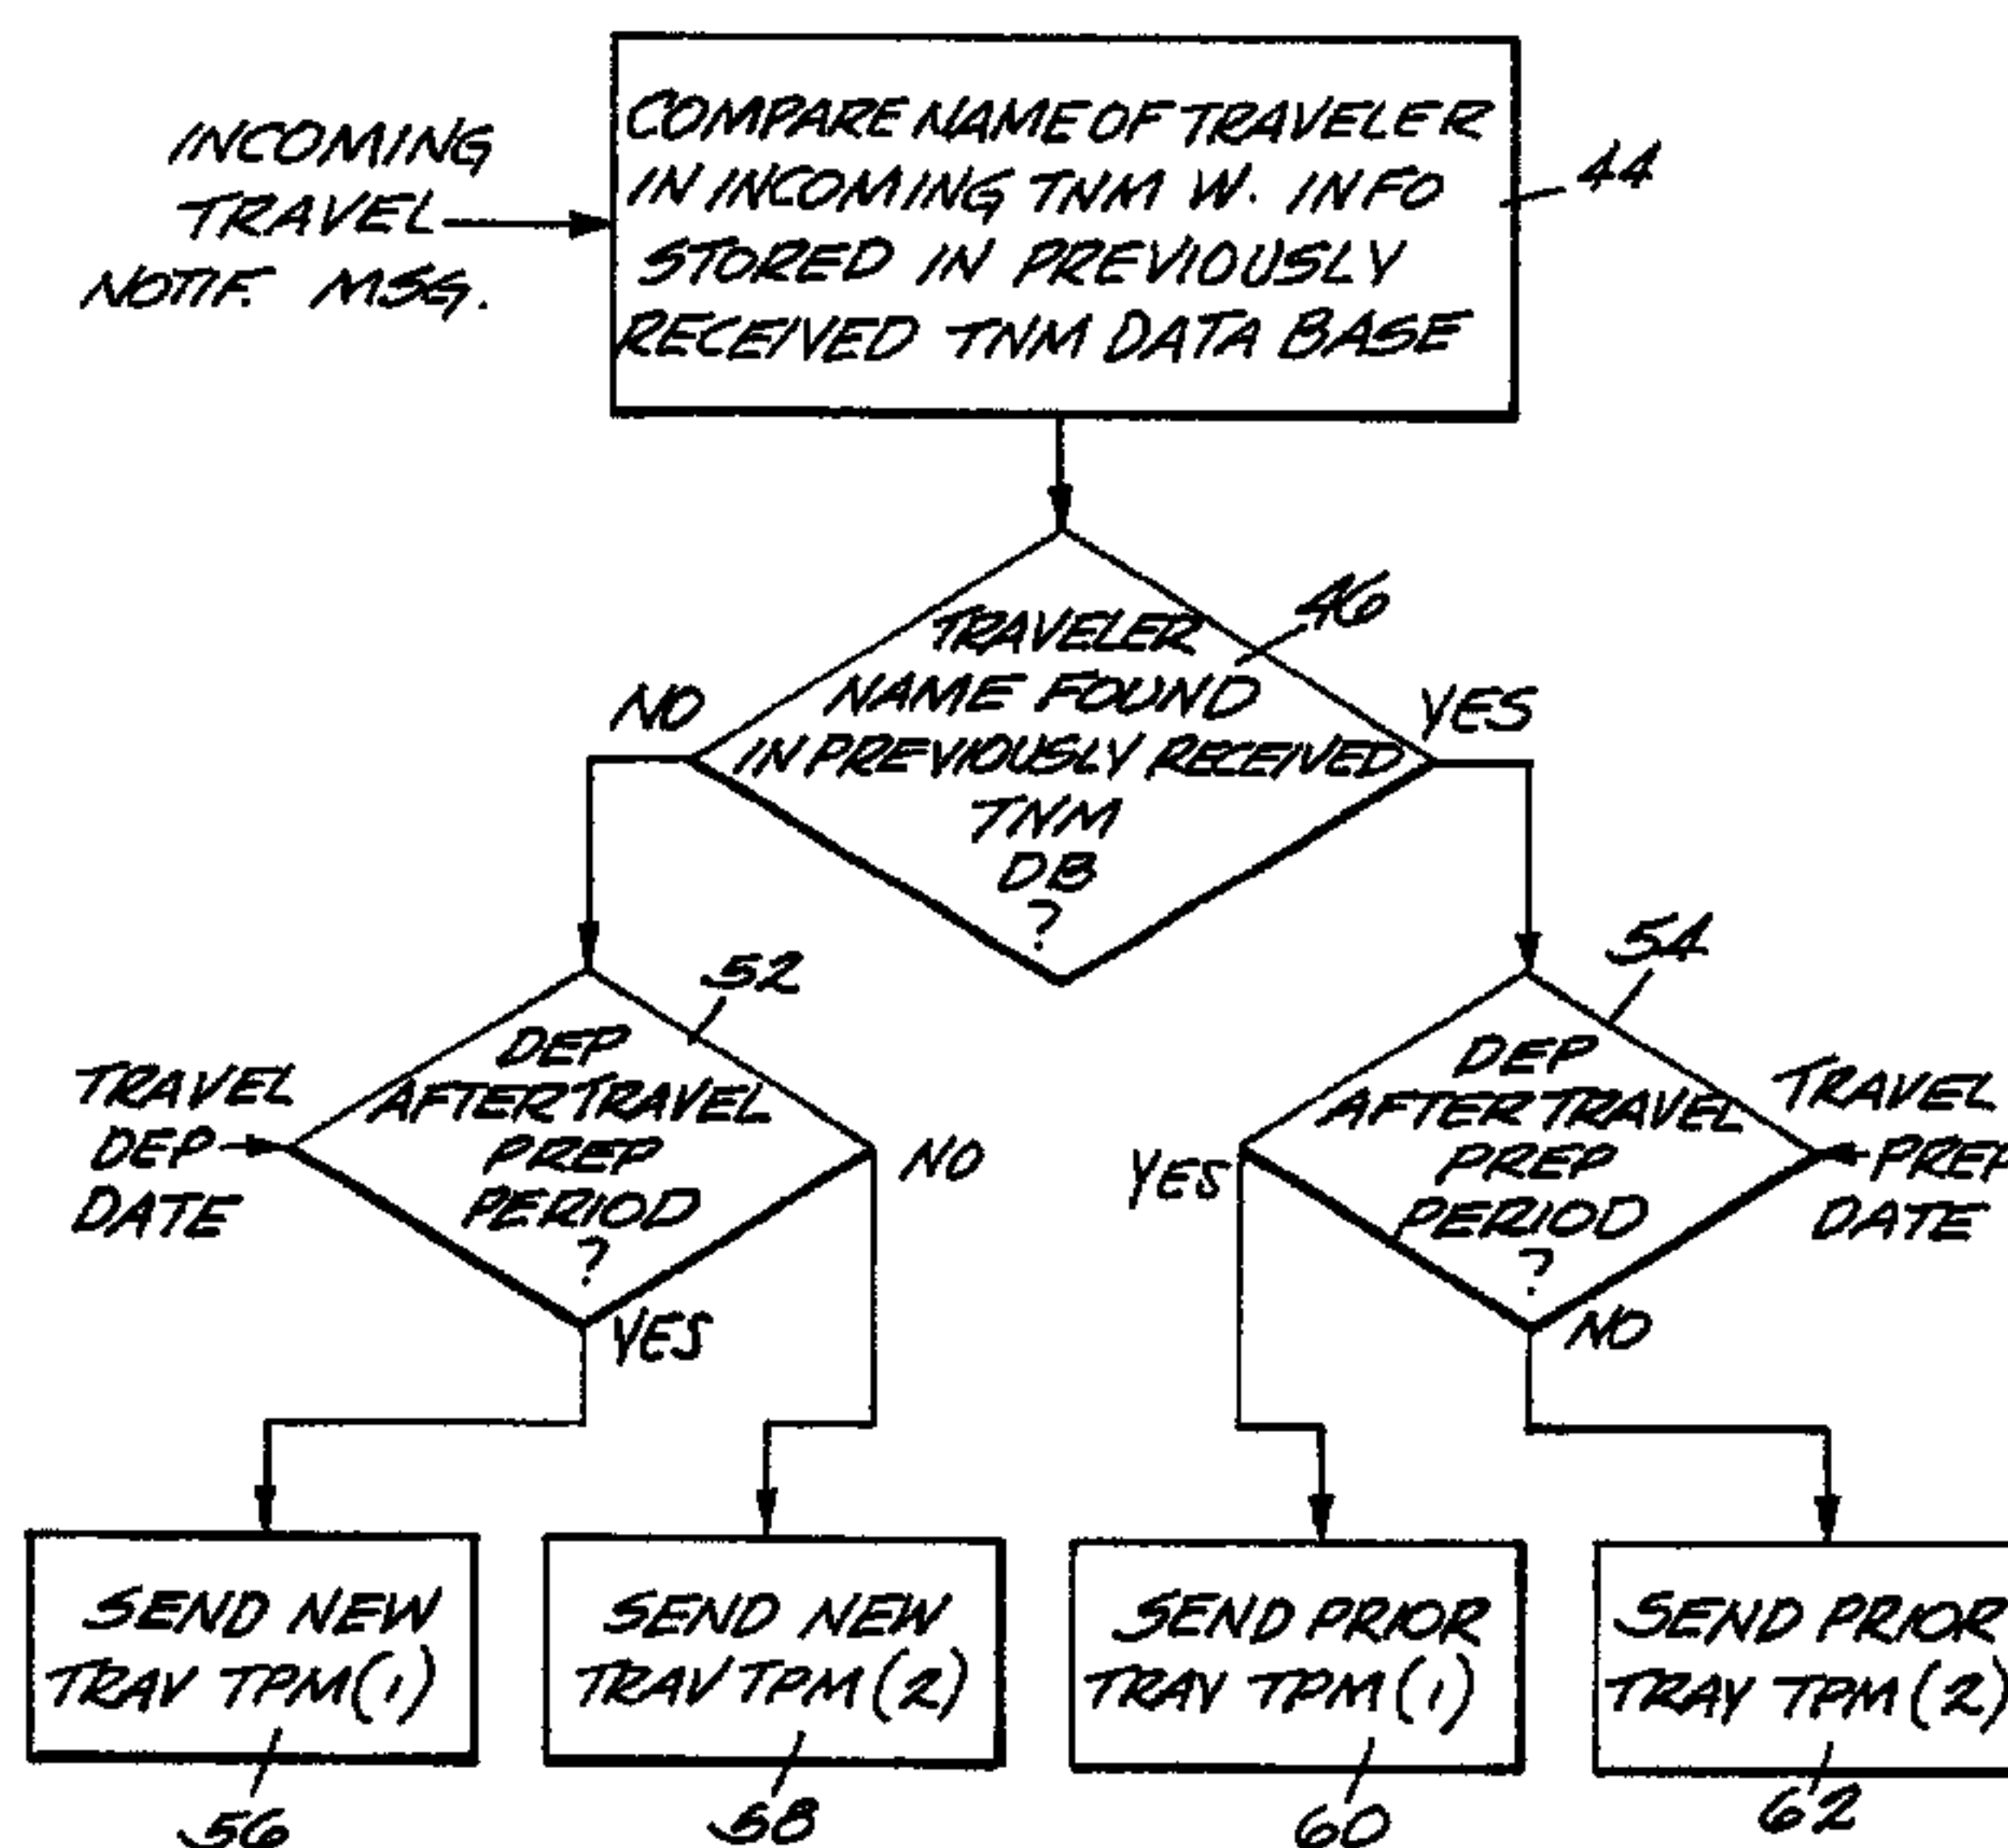 INCOMING
TRAVEL
NOTIF. MSG.
COMPARE NAME OF TRAVELER
IN INCOMING TNM W. INFO
STORED IN PREVIOUSLY
RECEIVED TNM DATA BASE
44
TRAVELER
NAME FOUND
IN PREVIOUSLY RECEIVED
TNM
DB
?
46
NO
YES
52
DEP
AFTER TRAVEL
PREP
PERIOD
?
TRAVEL
DEP
DATE
NO
YES
54
DEP
AFTER TRAVEL
PREP
PERIOD
?
TRAVEL
PREP
DATE
YES
NO
SEND NEW
TRAV TPM(1)
56
SEND NEW
TRAV TPM(2)
58
SEND PRIOR
TRAV TPM(1)
60
SEND PRIOR
TRAV TPM(2)
62